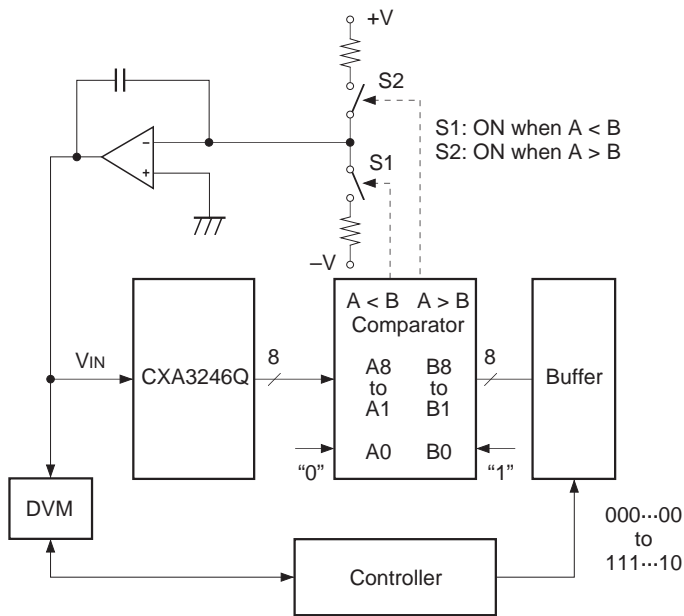 +V
S2
S1: ON when A < B
S2: ON when A > B
S1
–
+
–V
A < B A > B
Comparator
VIN
CXA3246Q
8
A8
to
A1
B8
to
B1
8
Buffer
"0"
A0
B0
"1"
DVM
000···00
to
111···10
Controller